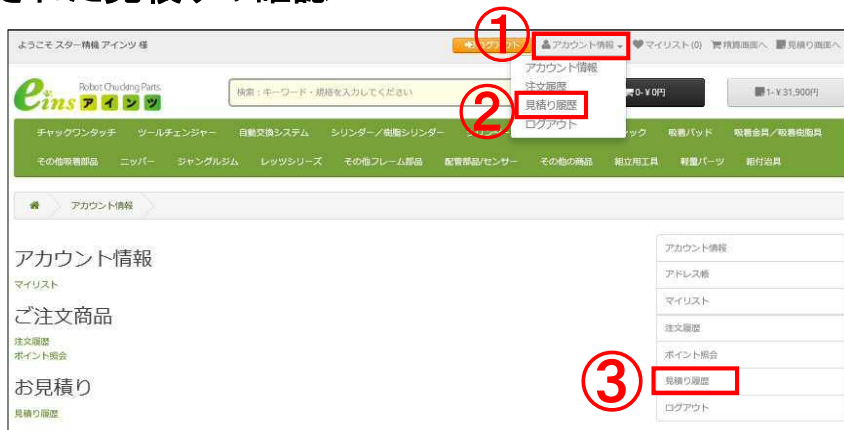 された見積りの確認
①
ようこそ スター精機 アインツ 様
ログアウト
アカウント情報
マイリスト (0)
精算画面へ
見積り画面へ
アカウント情報
注文履歴
②
見積り履歴
ログアウト
eins
Robot Chucking Parts
アインツ
検索：キーワード・規格を入力してください
0- ¥ 0円
1- ¥ 31,900円
チャックワンタッチ ツールチェンジャー 自動交換システム シリンダー／樹脂シリンダー 吸着パッド 吸着金具／吸着樹脂具
その他吸着部品 ニッパー ジャングルジム レッツシリーズ その他フレーム部品 配管部品/センサー その他の商品 組立用工具 軽量パーツ 組付治具
アカウント情報
アカウント情報
マイリスト
ご注文商品
注文履歴
ポイント照会
お見積り
見積り履歴
アカウント情報
アドレス帳
マイリスト
注文履歴
ポイント照会
③
見積り履歴
ログアウト